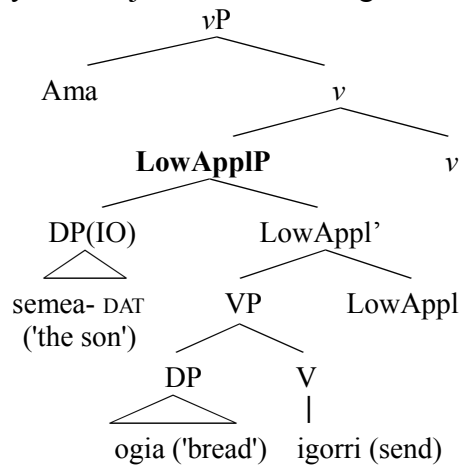 vP
Ama v
LowApplP v
DP(IO) LowAppl’
semea- DAT VP LowAppl
('the son')
DP V
ogia ('bread') igorri (send)